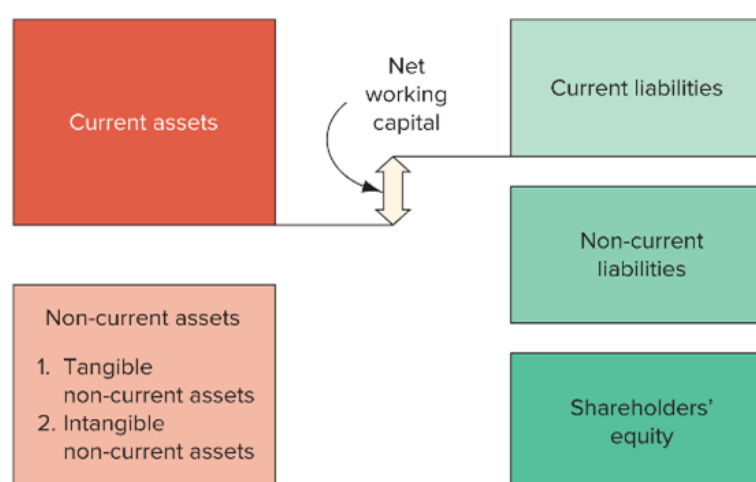 Current assets
Net
working
capital
Current liabilities
Non-current
liabilities
Non-current assets
1. Tangible
non-current assets
2. Intangible
non-current assets
Shareholders’
equity